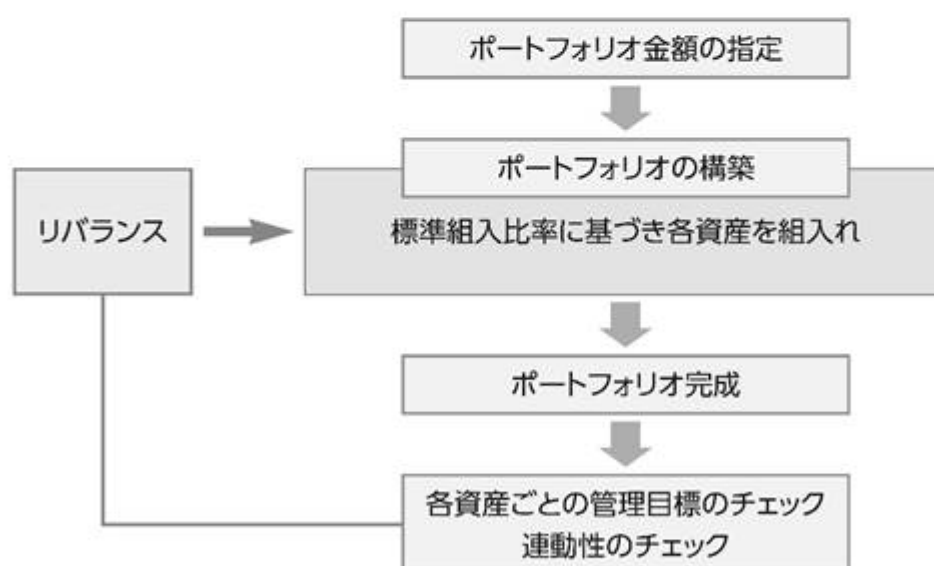 ポートフォリオ金額の指定
ポートフォリオの構築
リバランス
標準組入比率に基づき各資産を組入れ
ポートフォリオ完成
各資産ごとの管理目標のチェック
連動性のチェック